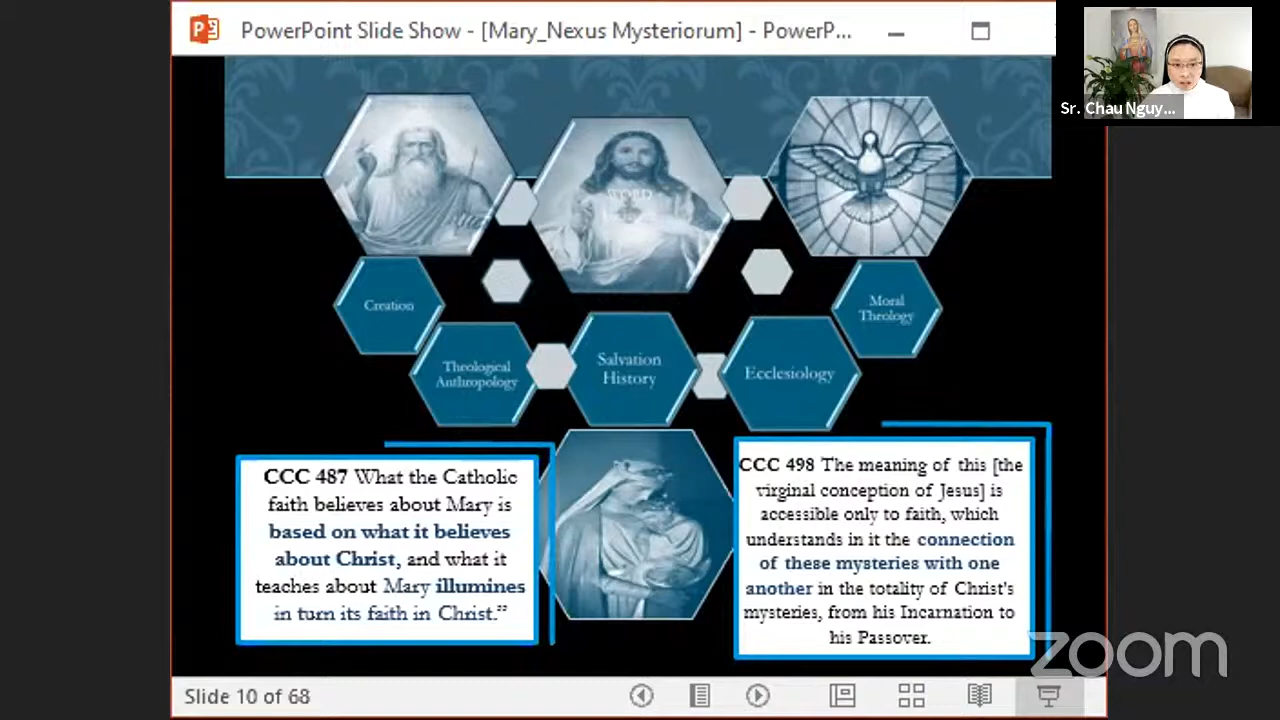 PowerPoint Slide Show - [Mary_Nexus Mysteriorum] - PowerP...
Sr. Chau Nguy...
WORD
Creation
Theological
Anthropology
Salvation
History
Ecclesiology
Moral
Theology
CCC 487 What the Catholic
faith believes about Mary is
based on what it believes
about Christ, and what it
teaches about Mary illumines
in turn its faith in Christ.”
CCC 498 The meaning of this [the
virginal conception of Jesus] is
accessible only to faith, which
understands in it the connection
of these mysteries with one
another in the totality of Christ's
mysteries, from his Incarnation to
his Passover.
zoom
Slide 10 of 68